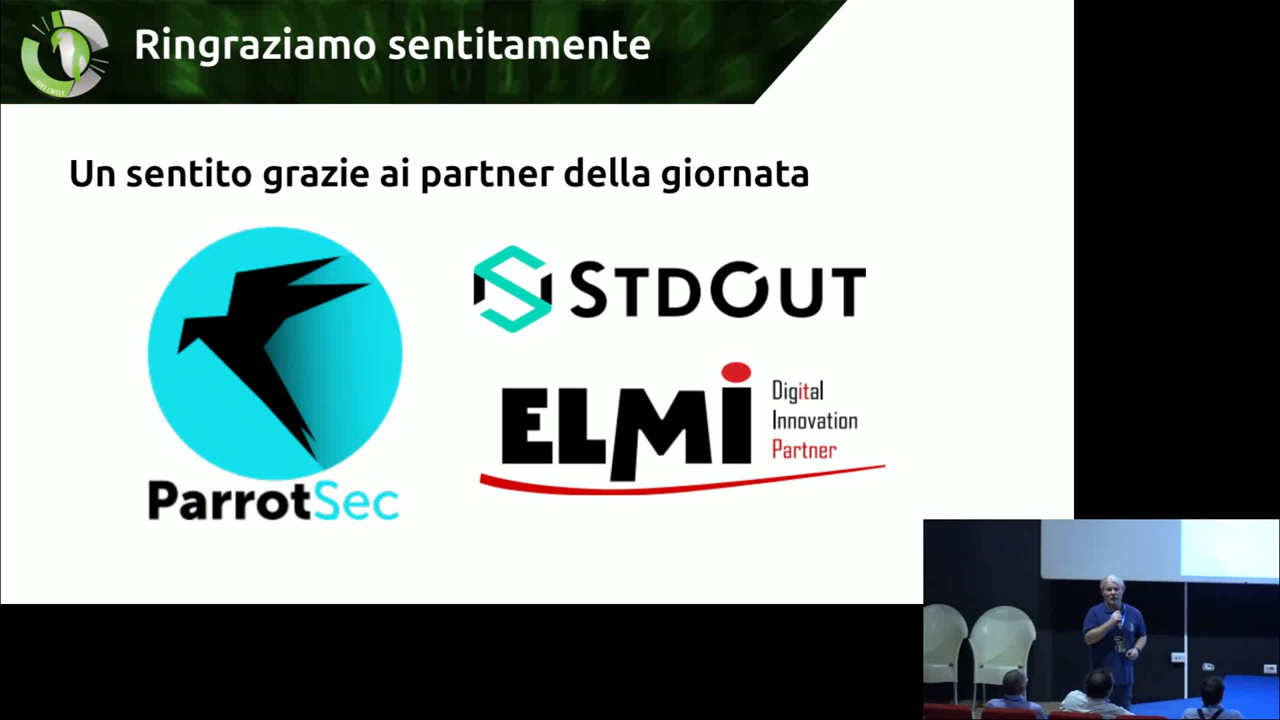 Ringraziamo sentitamente
Un sentito grazie ai partner della giornata
ParrotSec
STDOUT
ELMI
Digital
Innovation
Partner